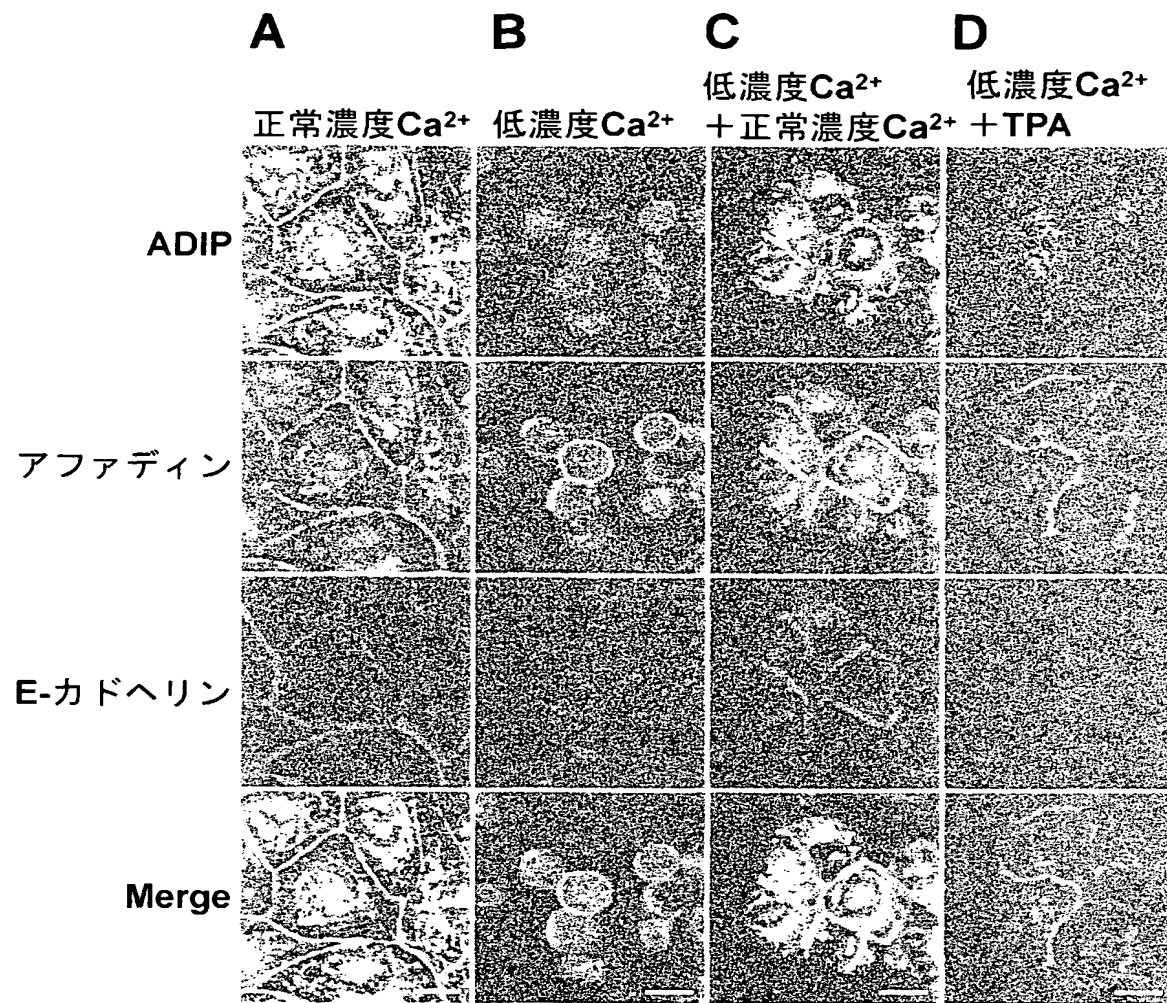 A
B
C
D
正常濃度Ca²⁺
低濃度Ca²⁺
低濃度Ca²⁺
＋正常濃度Ca²⁺
低濃度Ca²⁺
＋TPA
ADIP
アファディン
E-カドヘリン
Merge